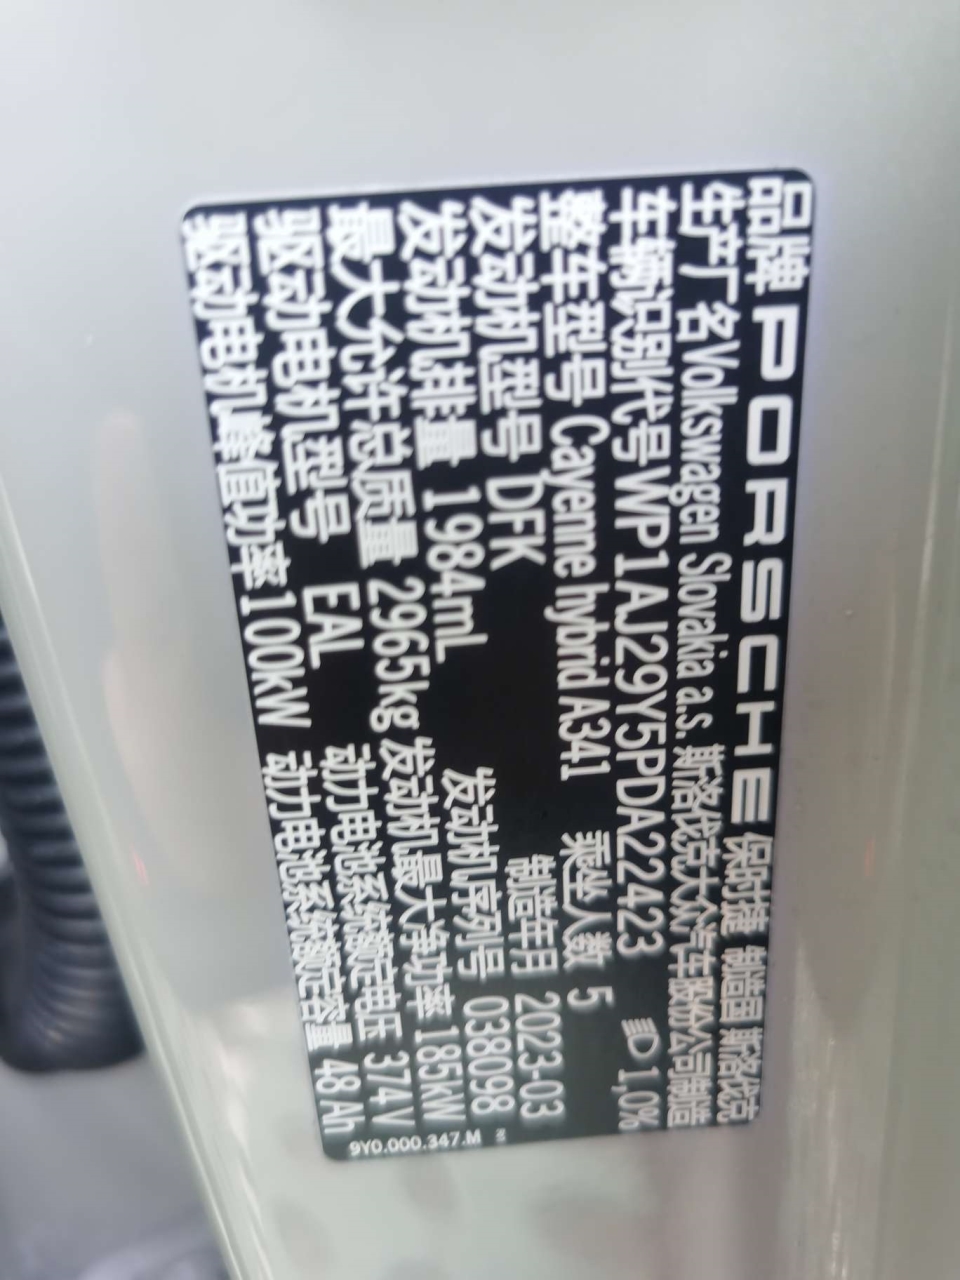 品牌 PORSCHE 保时捷 制造国 斯洛伐克
生产厂名 Volkswagen Slovakia a.s. 斯洛伐克大众汽车股份公司制造
车辆识别代号 WP1AJ29Y5PDA22423 1,0%
整车型号 Cayenne hybrid A341 乘坐人数 5
发动机型号 DFK 制造年月 2023-03
发动机排量 1984mL 发动机序列号 038098
最大允许总质量 2965kg 发动机最大净功率 185kW
驱动电机型号 EAL 动力电池系统额定电压 374V
驱动电机峰值功率 100kW 动力电池系统额定容量 48Ah
9Y0.000.347.M